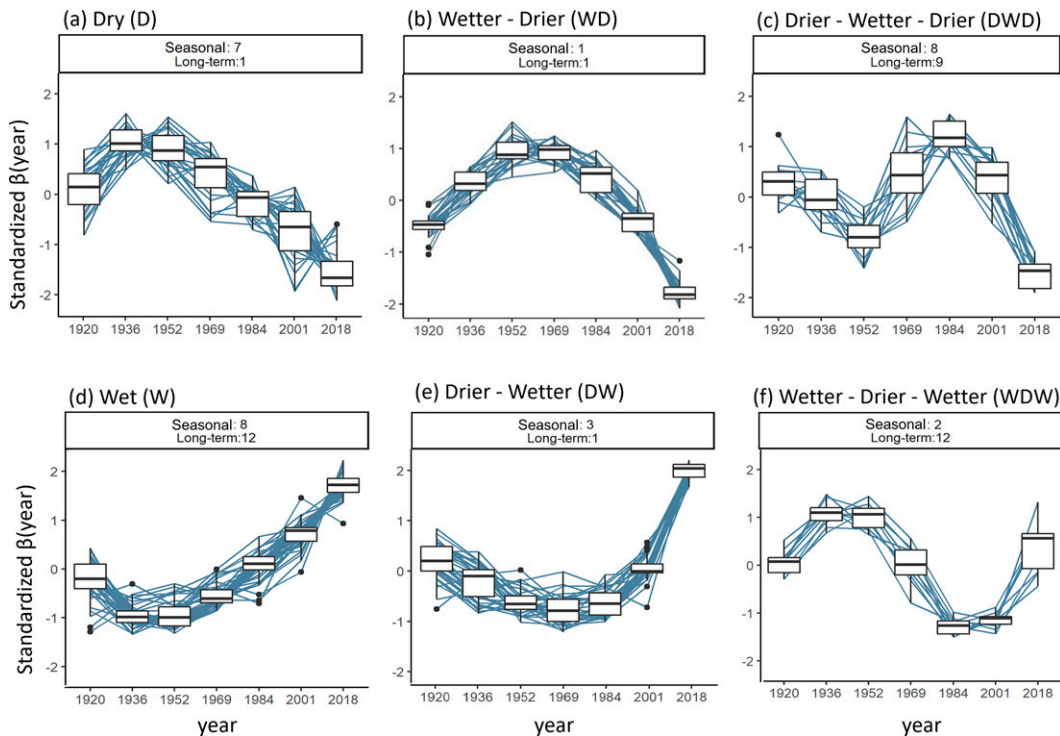 (a) Dry (D)
Seasonal: 7
Long-term:1
2
1
0
-1
-2
1920 1936 1952 1969 1984 2001 2018
(b) Wetter - Drier (WD)
Seasonal: 1
Long-term:1
2
1
0
-1
-2
1920 1936 1952 1969 1984 2001 2018
(c) Drier - Wetter - Drier (DWD)
Seasonal: 8
Long-term:9
2
1
0
-1
-2
1920 1936 1952 1969 1984 2001 2018
Standardized β(year)
(d) Wet (W)
Seasonal: 8
Long-term:12
2
1
0
-1
-2
1920 1936 1952 1969 1984 2001 2018
year
(e) Drier - Wetter (DW)
Seasonal: 3
Long-term:1
2
1
0
-1
-2
1920 1936 1952 1969 1984 2001 2018
year
(f) Wetter - Drier - Wetter (WDW)
Seasonal: 2
Long-term:12
2
1
0
-1
-2
1920 1936 1952 1969 1984 2001 2018
year
Standardized β(year)